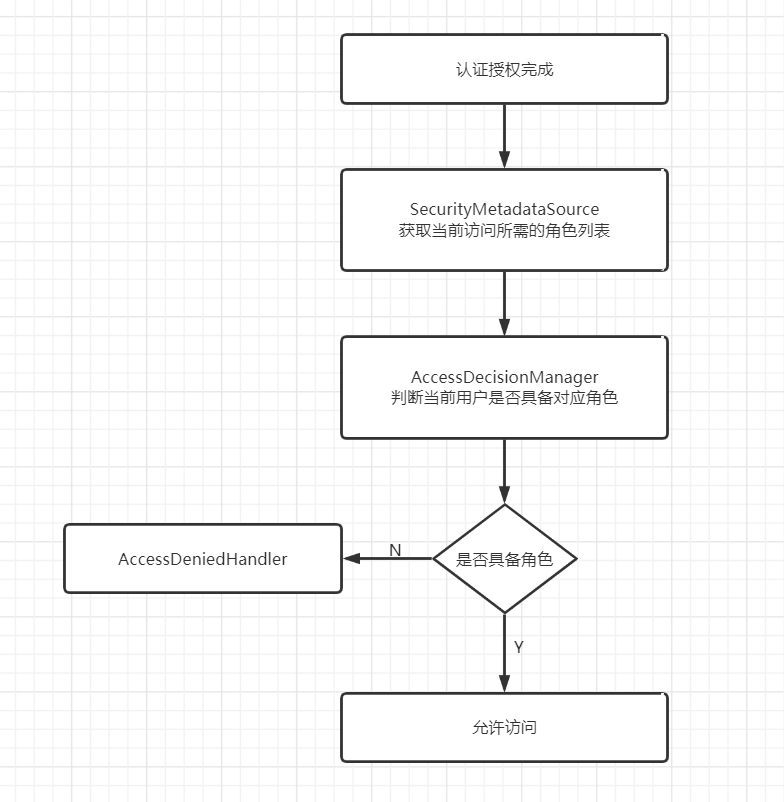 认证授权完成
SecurityMetadataSource
获取当前访问所需的角色列表
AccessDecisionManager
判断当前用户是否具备对应角色
AccessDeniedHandler
N
是否具备角色
Y
允许访问